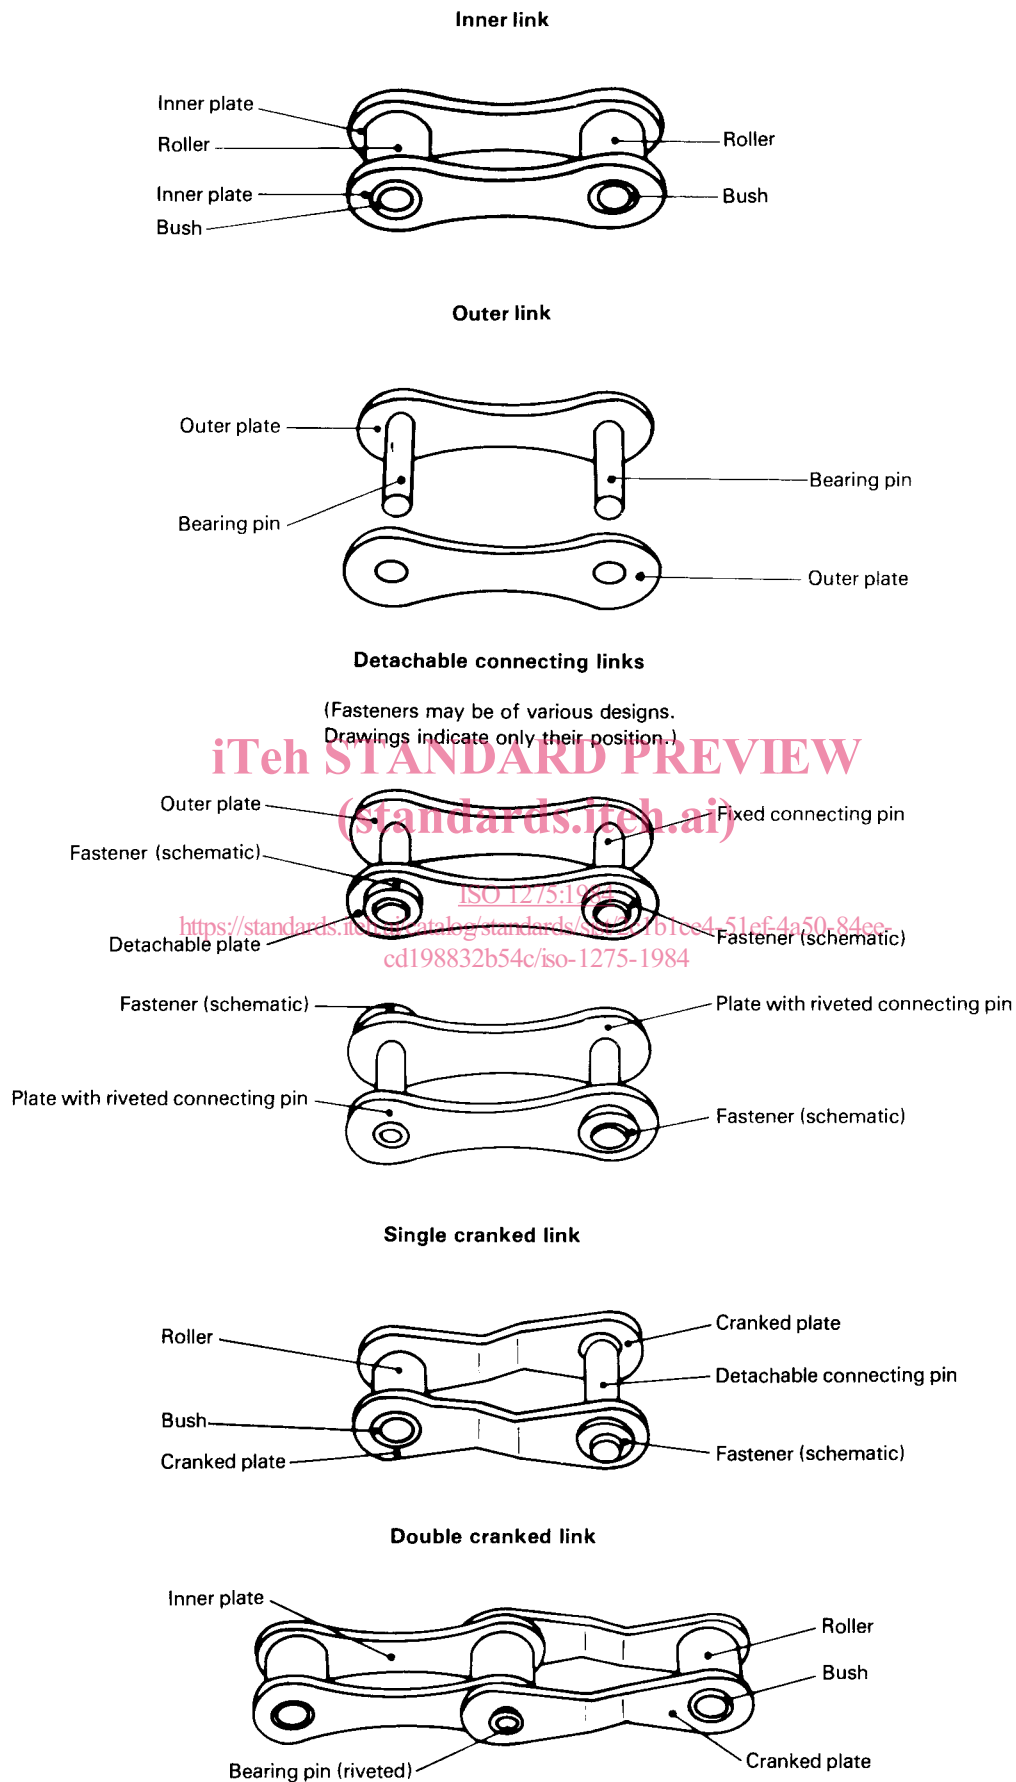 Inner link
Inner plate
Roller
Roller
Inner plate
Bush
Bush
Outer link
Outer plate
Bearing pin
Bearing pin
Outer plate
Detachable connecting links
(Fasteners may be of various designs.
Drawings indicate only their position.)
iTeh STANDARD PREVIEW
(standards.iteh.ai)
Outer plate
Fixed connecting pin
Fastener (schematic)
ISO 1275:1984
Detachable plate
Fastener (schematic)
cd198832b54c/iso-1275-1984
Fastener (schematic)
Plate with riveted connecting pin
Plate with riveted connecting pin
Fastener (schematic)
Single cranked link
Roller
Cranked plate
Detachable connecting pin
Bush
Cranked plate
Fastener (schematic)
Double cranked link
Inner plate
Roller
Bush
Bearing pin (riveted)
Cranked plate